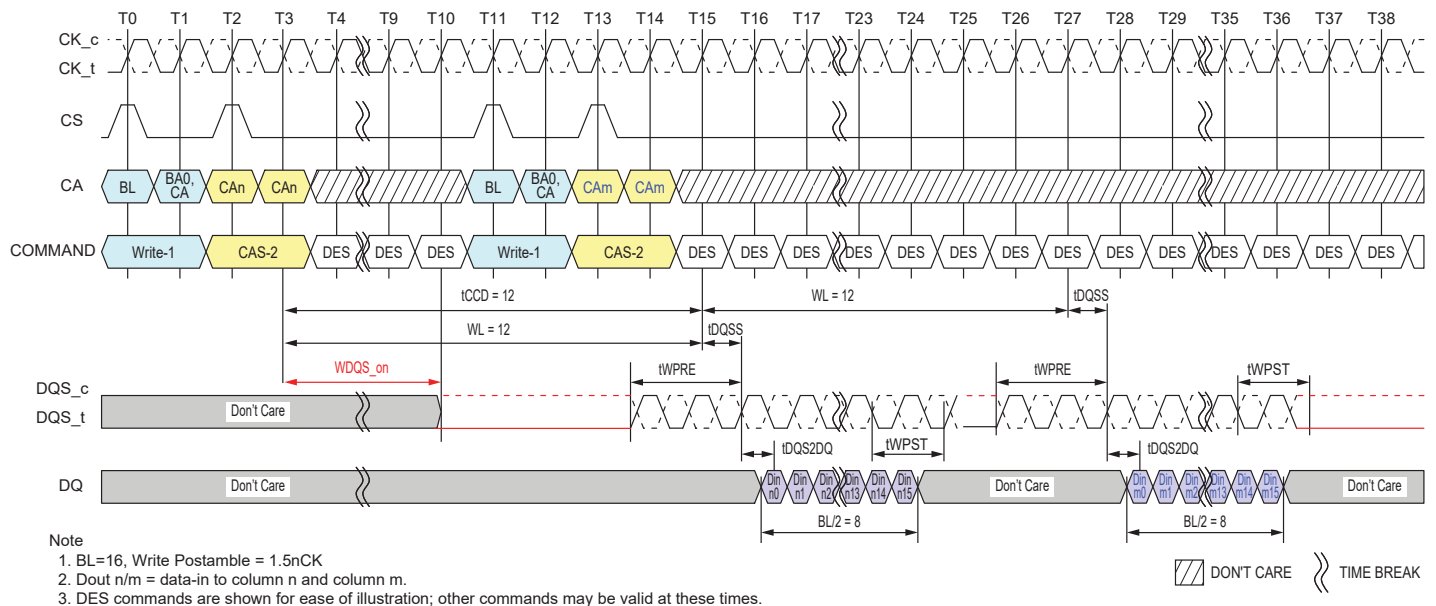 T0 T1 T2 T3 T4 T9 T10 T11 T12 T13 T14 T15 T16 T17 T23 T24 T25 T26 T27 T28 T29 T35 T36 T37 T38
CK_c
CK_t
CS
CA BL BA0, CA CAn CAn BL BA0, CA CAm CAm
COMMAND Write-1 CAS-2 DES DES DES Write-1 CAS-2 DES DES DES DES DES DES DES DES DES DES DES DES DES DES
tCCD = 12 WL = 12 tDQSS
WL = 12 tDQSS
WDQS_on tWPRE tWPRE tWPST
DQS_c
DQS_t Don't Care
tDQS2DQ tWPST tDQS2DQ
DQ Don't Care Din n0 Din n1 Din n2 Din n13 Din n14 Din n15 Don't Care Din m0 Din m1 Din m2 Din m13 Din m14 Din m15 Don't Care
BL/2 = 8 BL/2 = 8
Note
1. BL=16, Write Postamble = 1.5nCK
2. Dout n/m = data-in to column n and column m.
3. DES commands are shown for ease of illustration; other commands may be valid at these times.
DON'T CARE TIME BREAK